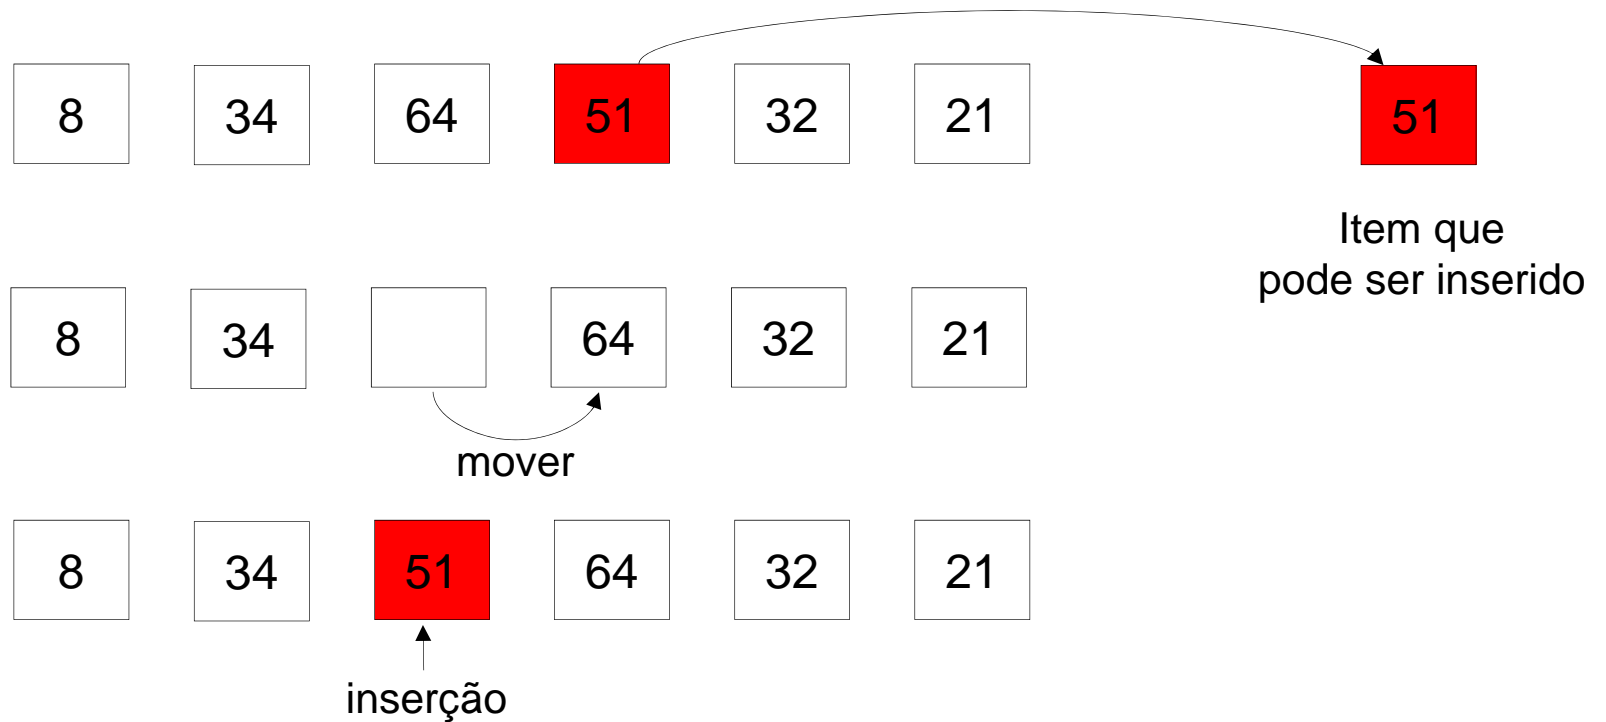 8 34 64 51 32 21 51
Item que
pode ser inserido
8 34 64 32 21
mover
8 34 51 64 32 21
inserção